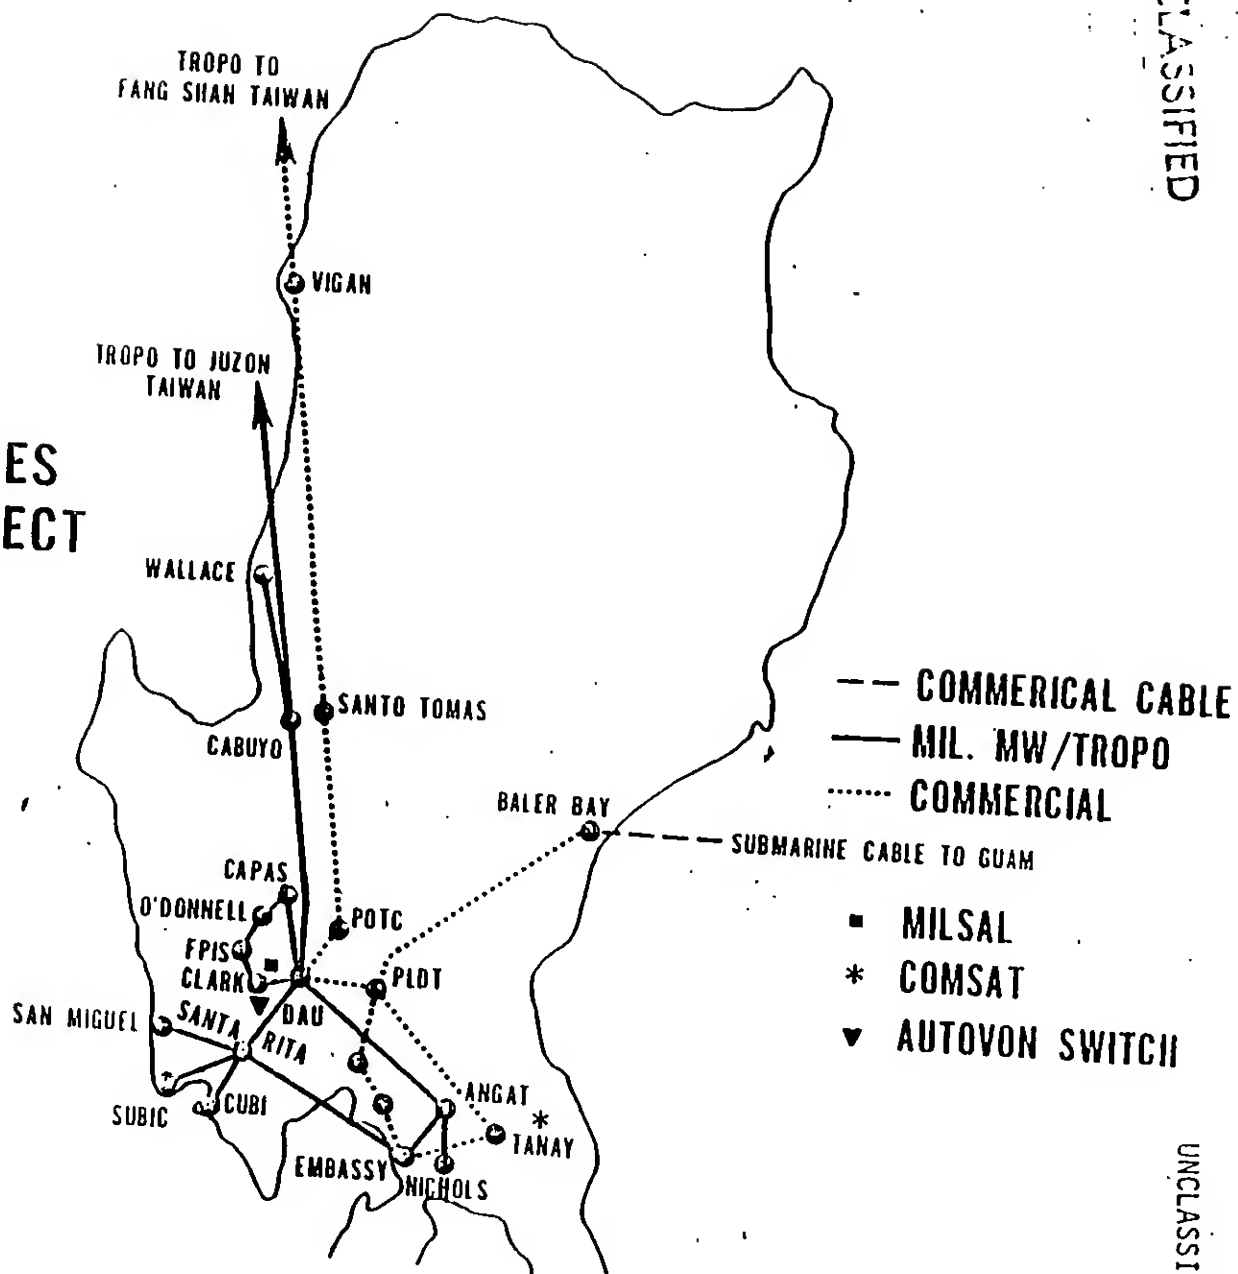 CLASSIFIED
TROPO TO
FANG SHAN TAIWAN
VIGAN
TROPO TO JUZON
TAIWAN
ES
ECT
WALLACE
SANTO TOMAS
CABUYO
COMMERICAL CABLE
MIL. MW/TROPO
COMMERCIAL
BALER BAY
SUBMARINE CABLE TO GUAM
CAPAS
O'DONNELL
POTC
FPIS
CLARK
PLDT
MILSAL
COMSAT
AUTOVON SWITCH
SAN MIGUEL
SANTA
RITA
DAU
SUBIC
CUBI
ANGAT
TANAY
EMBASSY
NICHOLS
UNCLASSI